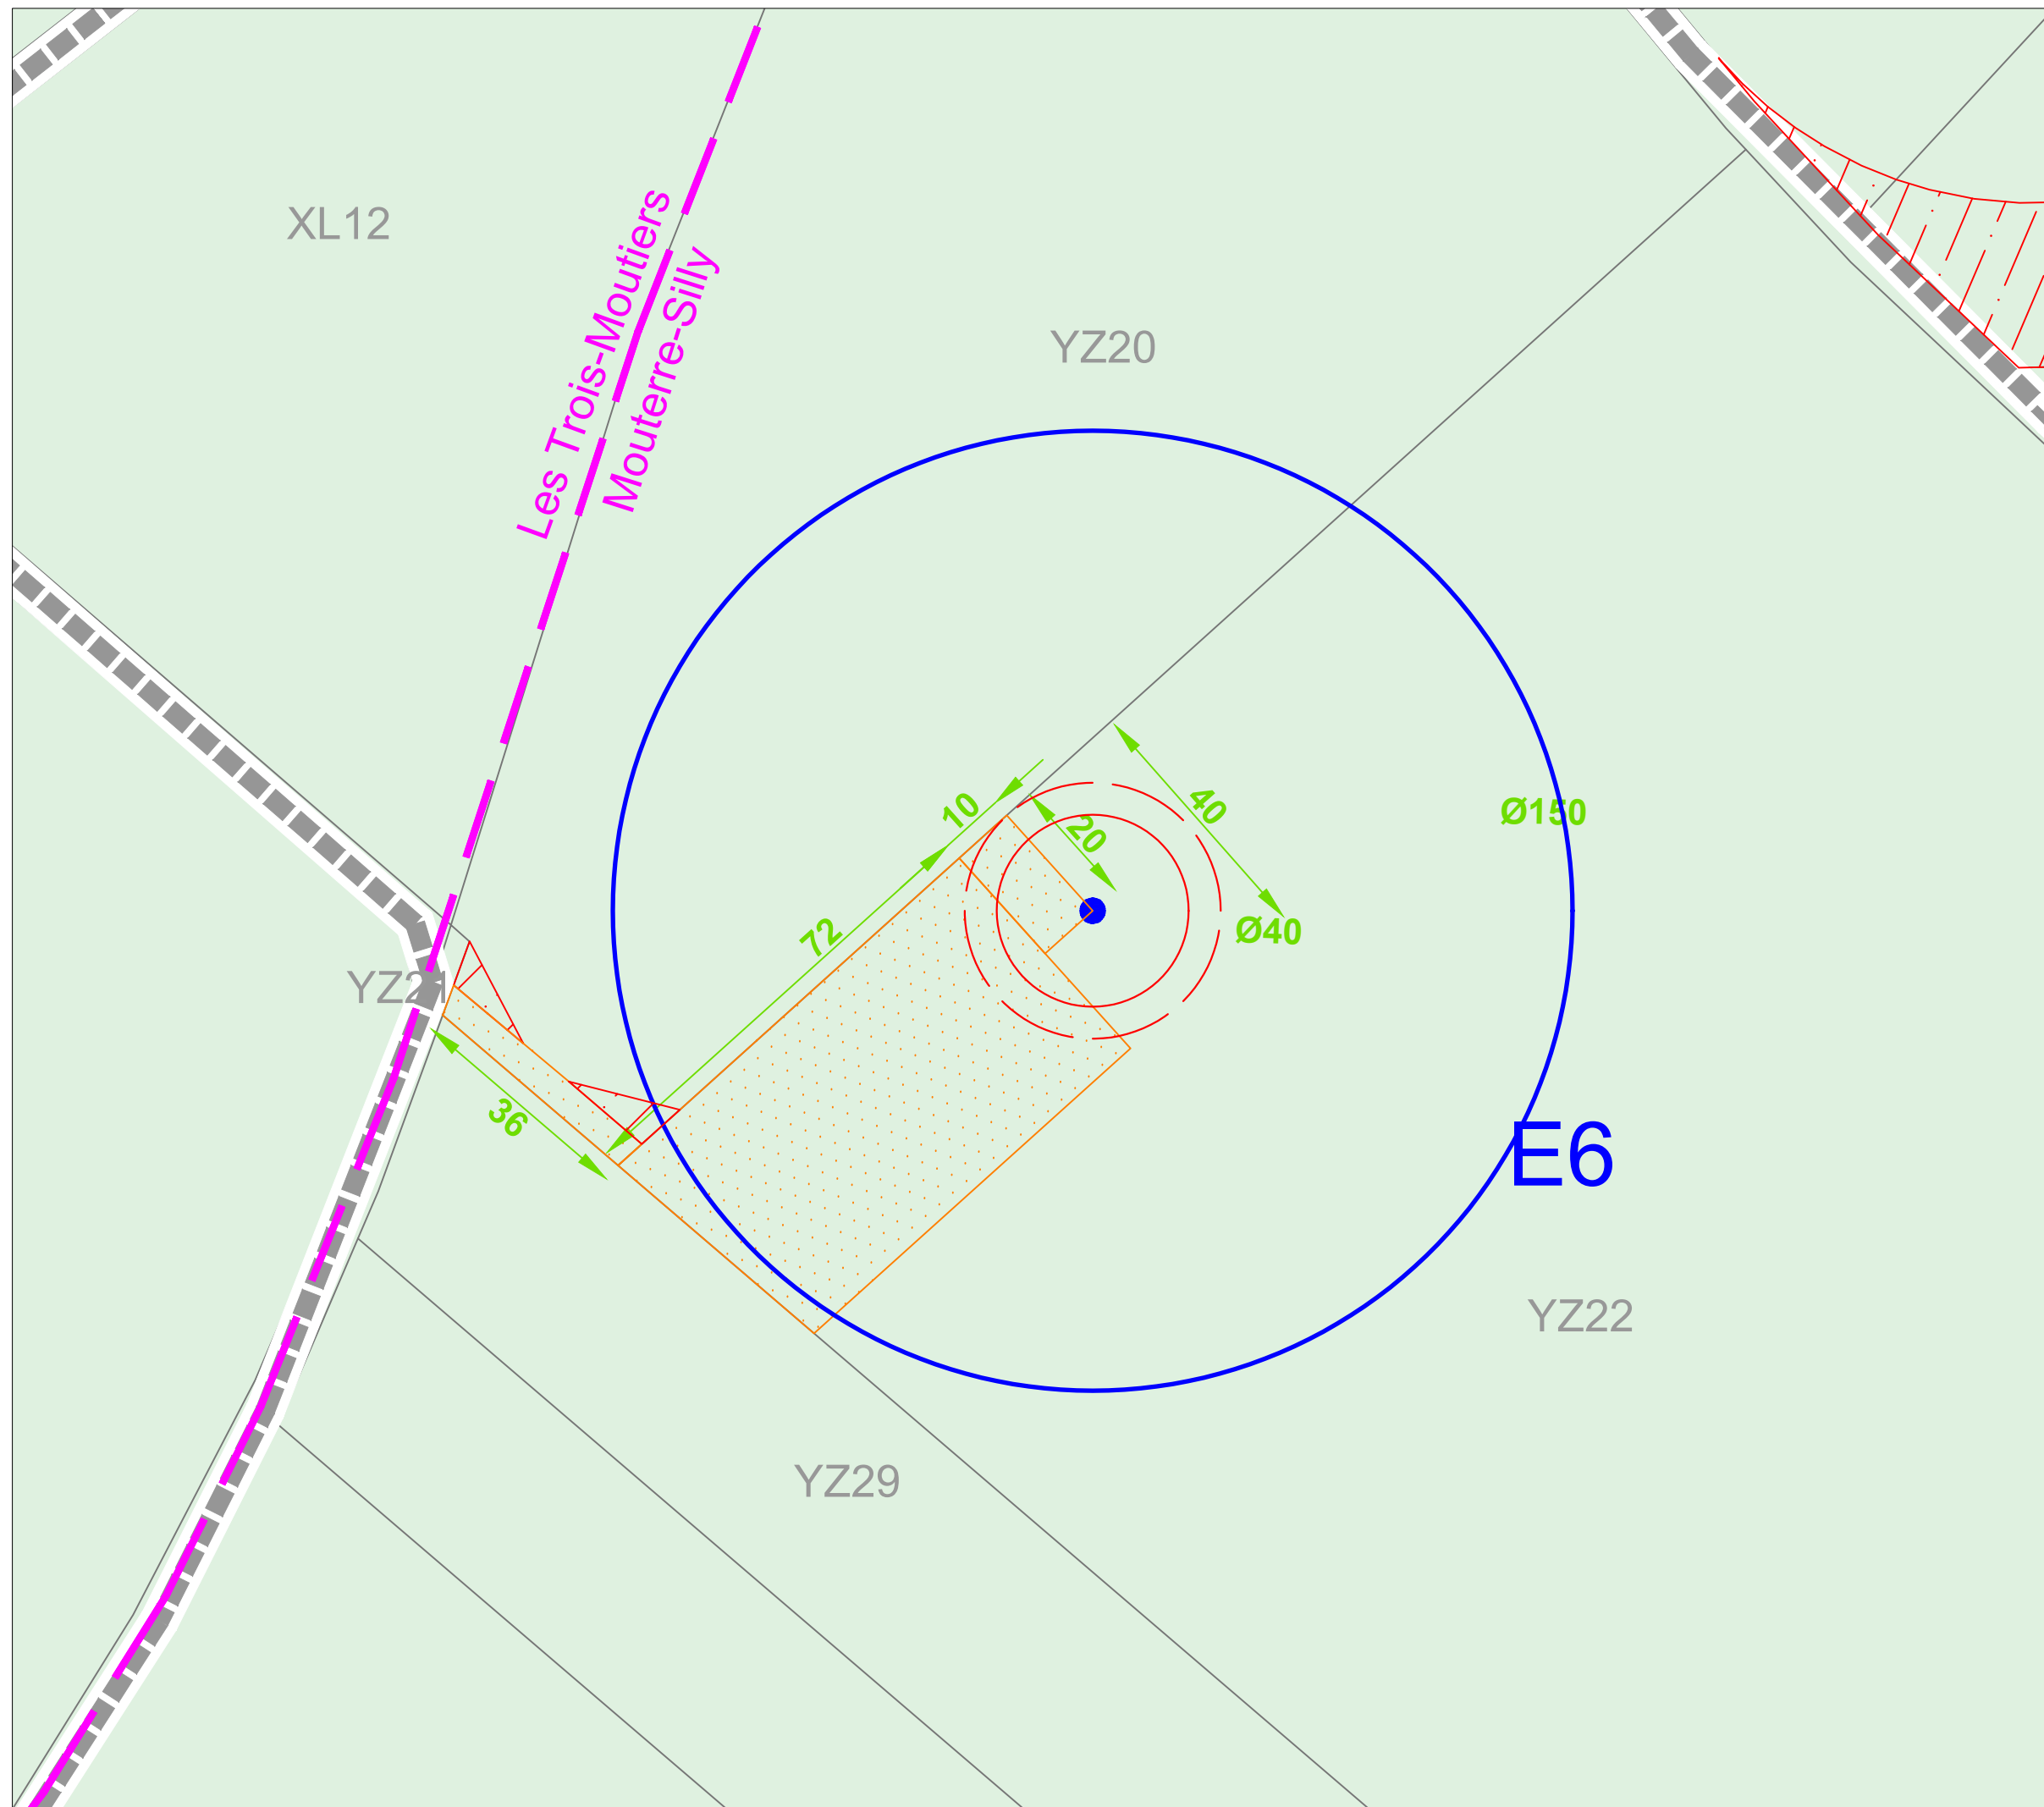 XL12
Les Trois-Moutiers
Mouterre-Silly
YZ20
10
20
40
Ø150
72
Ø40
YZ21
36
E6
YZ22
YZ29